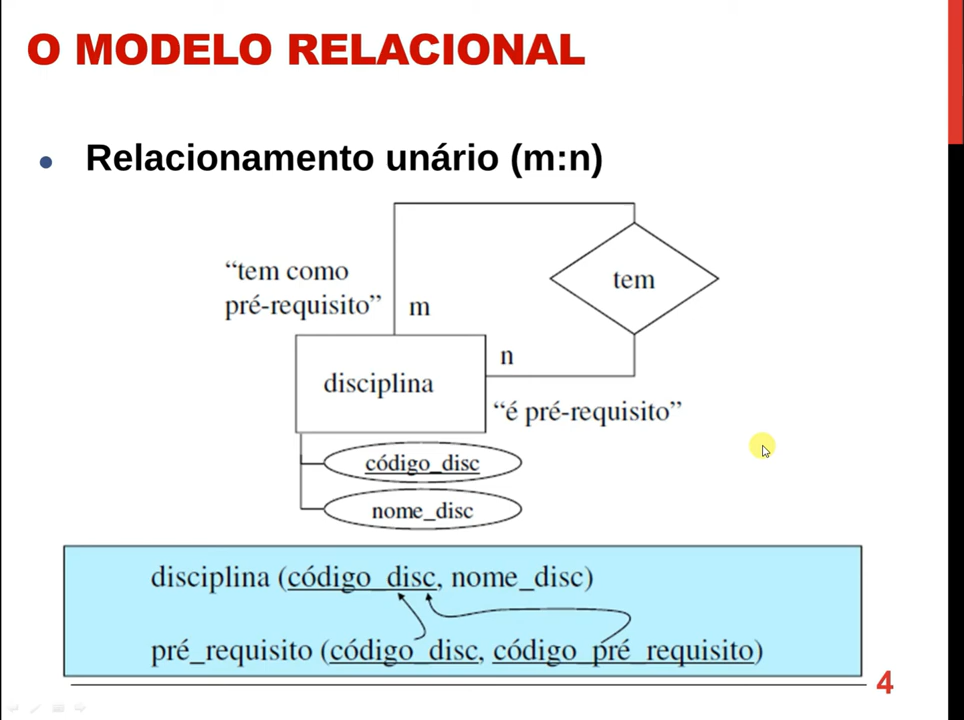 O MODELO RELACIONAL
• Relacionamento unário (m:n)
“tem como
pré-requisito”
m
tem
n
disciplina
“é pré-requisito”
código_disc
nome_disc
disciplina (código_disc, nome_disc)
pré_requisito (código_disc, código_pré_requisito)
4